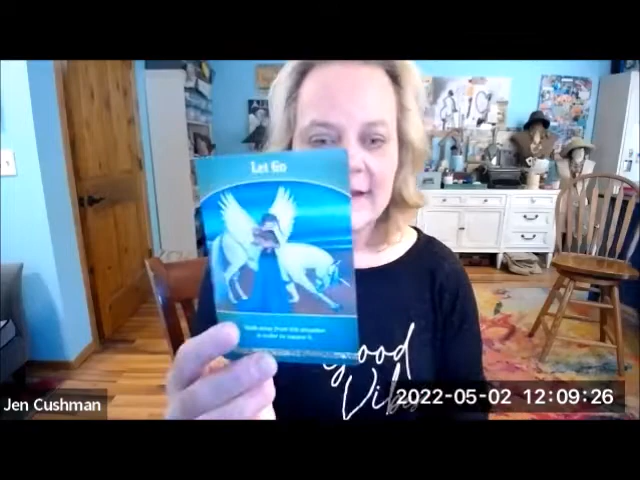 Let Go
Walk away from this situation
in order to resolve it.
good
Vibes
2022-05-02 12:09:26
Jen Cushman